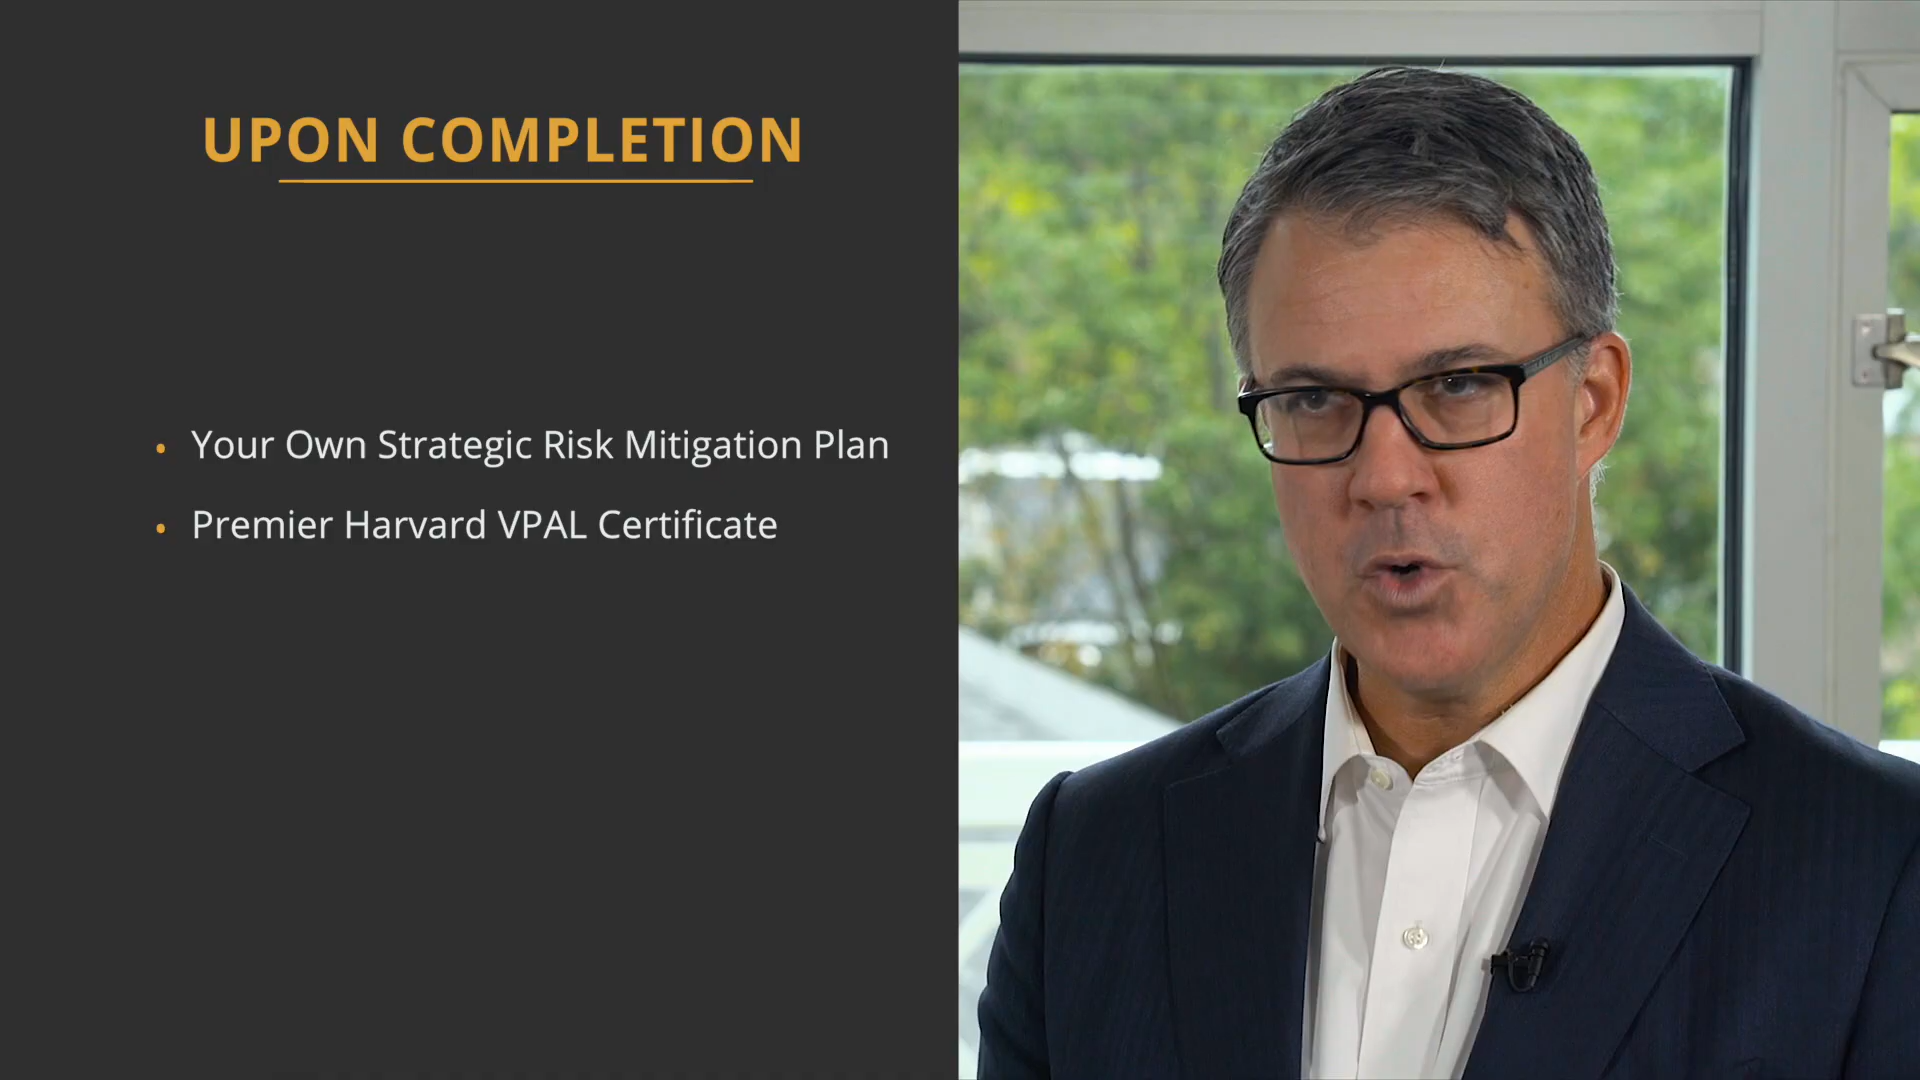 UPON COMPLETION
Your Own Strategic Risk Mitigation Plan
Premier Harvard VPAL Certificate